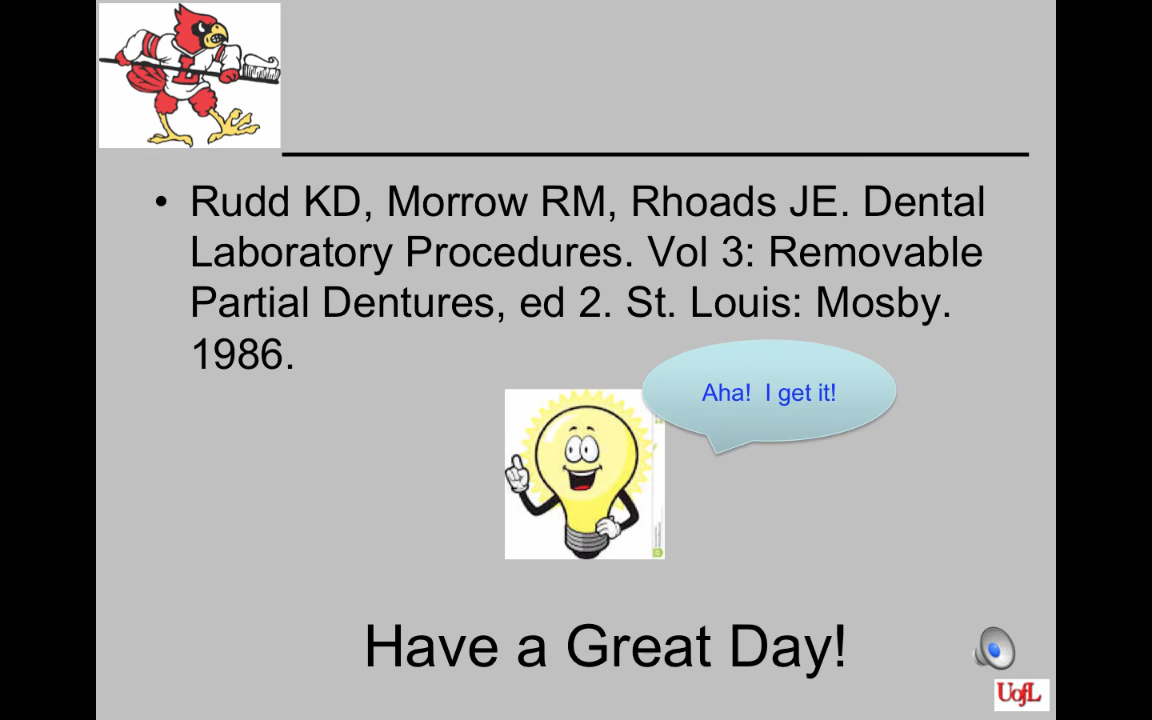 L
• Rudd KD, Morrow RM, Rhoads JE. Dental
Laboratory Procedures. Vol 3: Removable
Partial Dentures, ed 2. St. Louis: Mosby.
1986.
Aha! I get it!
Have a Great Day!
UofL